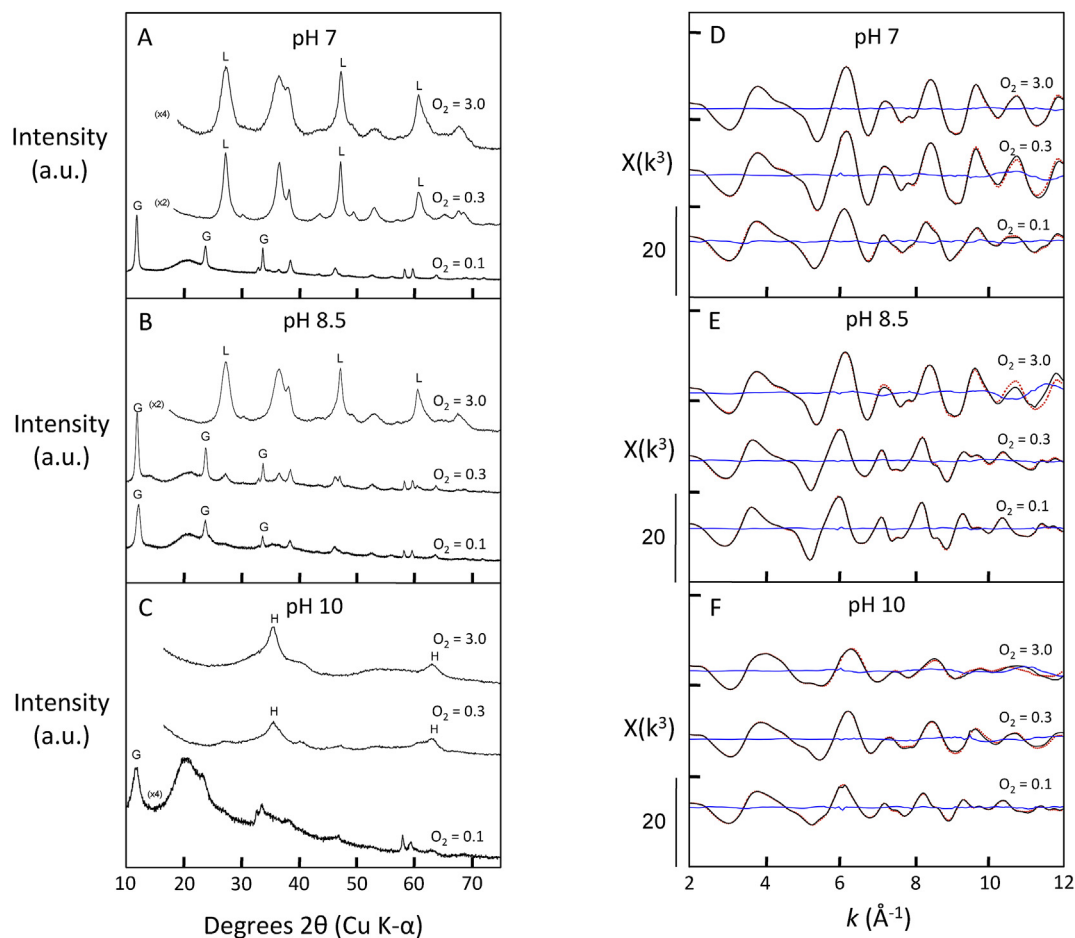 A
pH 7
Intensity
(a.u.)
L
L
L
(x4)
O₂ = 3.0
L
L
L
(x2)
O₂ = 0.3
G
G
G
O₂ = 0.1
B
pH 8.5
Intensity
(a.u.)
L
L
L
(x2)
O₂ = 3.0
G
G
G
O₂ = 0.3
G
G
G
O₂ = 0.1
C
pH 10
Intensity
(a.u.)
H
H
O₂ = 3.0
H
H
O₂ = 0.3
G
(x4)
O₂ = 0.1
10 20 30 40 50 60 70
Degrees 2θ (Cu K-α)
D
pH 7
X(k³)
20
O₂ = 3.0
O₂ = 0.3
O₂ = 0.1
E
pH 8.5
X(k³)
20
O₂ = 3.0
O₂ = 0.3
O₂ = 0.1
F
pH 10
X(k³)
20
O₂ = 3.0
O₂ = 0.3
O₂ = 0.1
2 4 6 8 10 12
k (Å⁻¹)